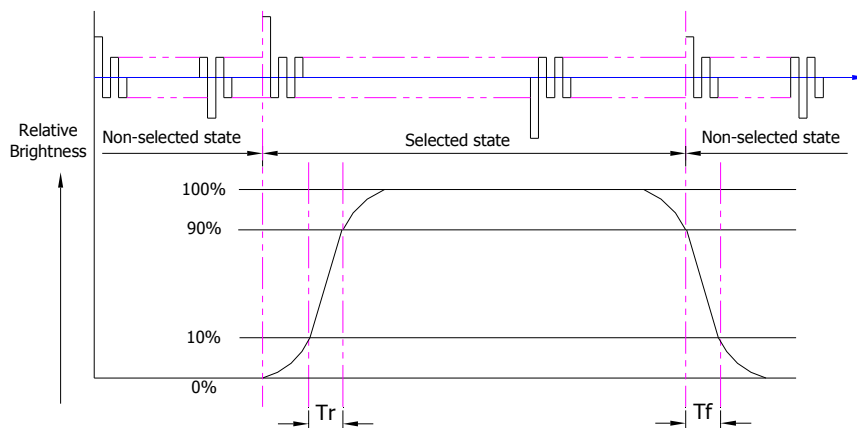 Relative
Brightness
Non-selected state
Selected state
Non-selected state
100%
90%
10%
0%
Tr
Tf